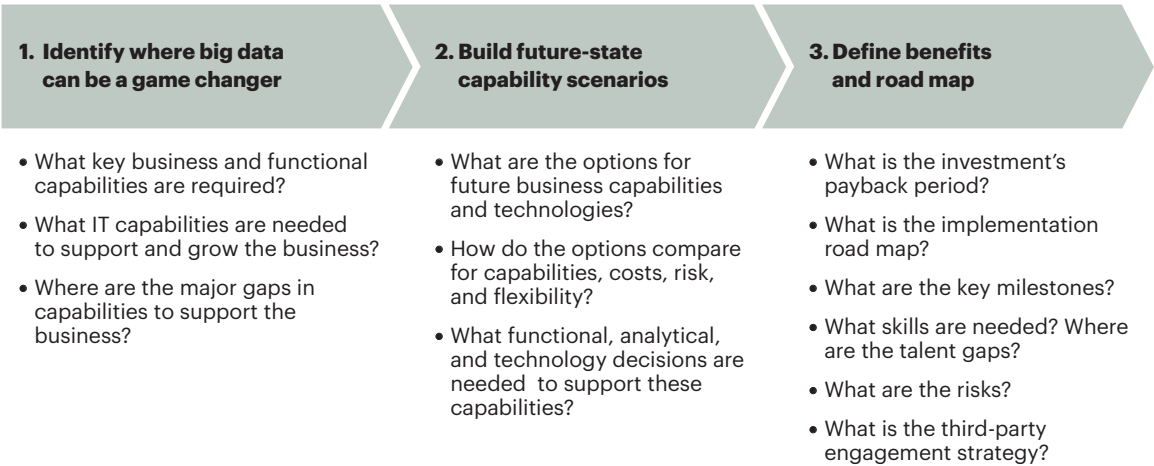 1. Identify where big data
can be a game changer
• What key business and functional
capabilities are required?
• What IT capabilities are needed
to support and grow the business?
• Where are the major gaps in
capabilities to support the
business?
2. Build future-state
capability scenarios
• What are the options for
future business capabilities
and technologies?
• How do the options compare
for capabilities, costs, risk,
and flexibility?
• What functional, analytical,
and technology decisions are
needed to support these
capabilities?
3. Define benefits
and road map
• What is the investment’s
payback period?
• What is the implementation
road map?
• What are the key milestones?
• What skills are needed? Where
are the talent gaps?
• What are the risks?
• What is the third-party
engagement strategy?